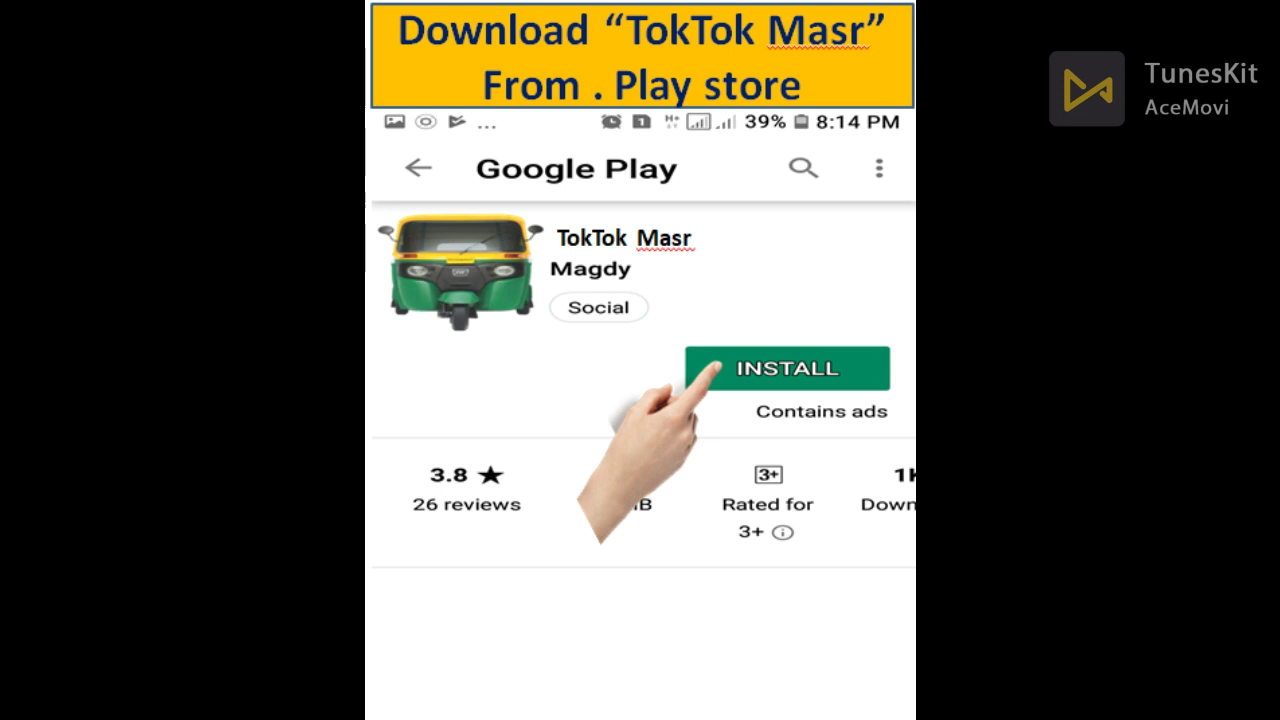 Download “TokTok Masr”
From . Play store
TunesKit
AceMovi
... 1 H+ 39% 8:14 PM
Google Play
TokTok Masr
Magdy
Social
INSTALL
Contains ads
3.8 ★ 3+
26 reviews Rated for
3+